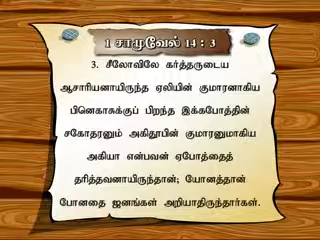 1 சாமுவேல் 14 : 3
3. சீலோவிலே கர்த்தருடைய
ஆசாரியனாயிருந்த ஏலியின் குமாரனாகிய
பினெகாசுக்குப் பிறந்த இக்கபோத்தின்
சகோதரனும் அகிதூபின் குமாரனுமாகிய
அகியா என்பவன் ஏபோத்தைத்
தரித்தவனாயிருந்தான்; யோனத்தான்
போனதை ஜனங்கள் அறியாதிருந்தார்கள்.